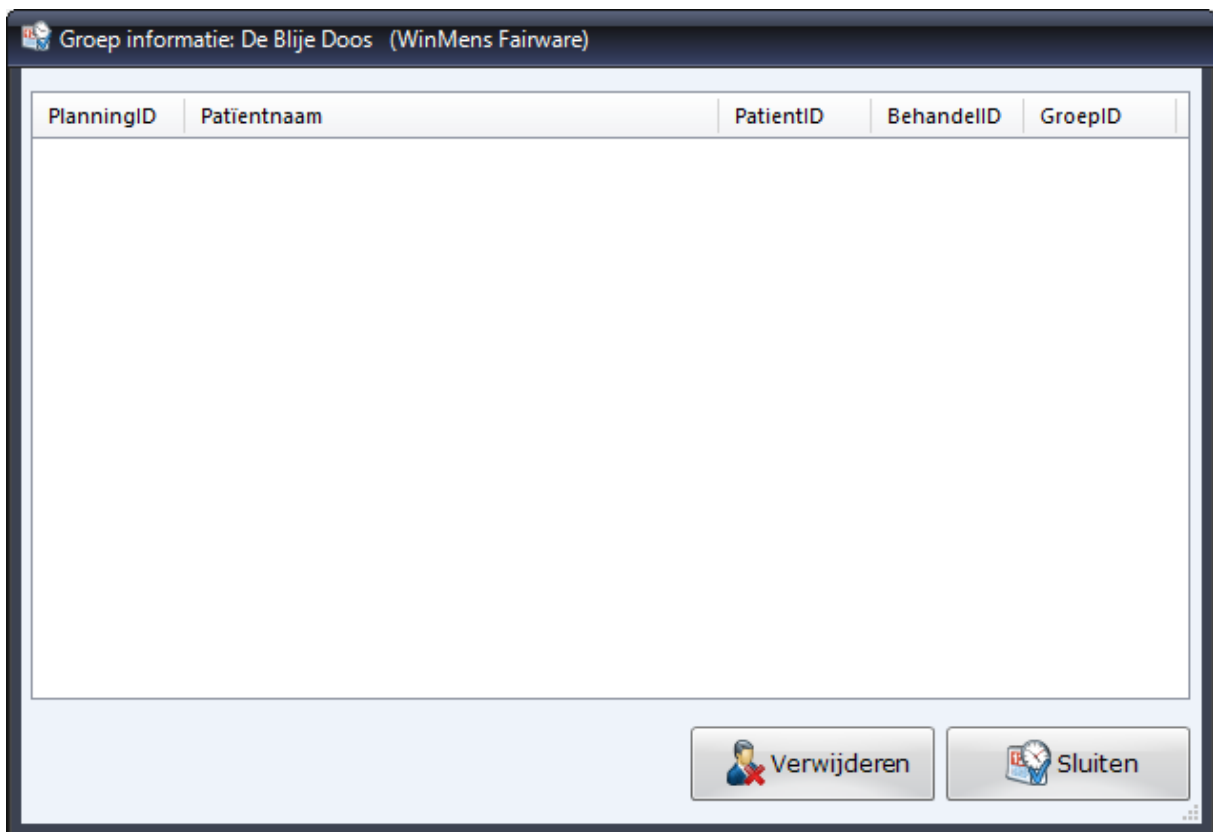 Groep informatie: De Blije Doos (WinMens Fairware)
PlanningID Patïentnaam PatientID BehandelID GroepID
Verwijderen Sluiten